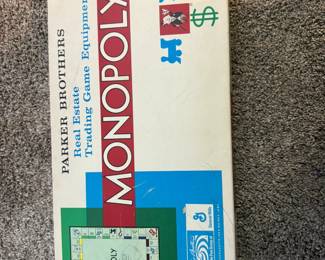 PARKER BROTHERS
Real Estate
Trading Game Equipment
MONOPOLY
$